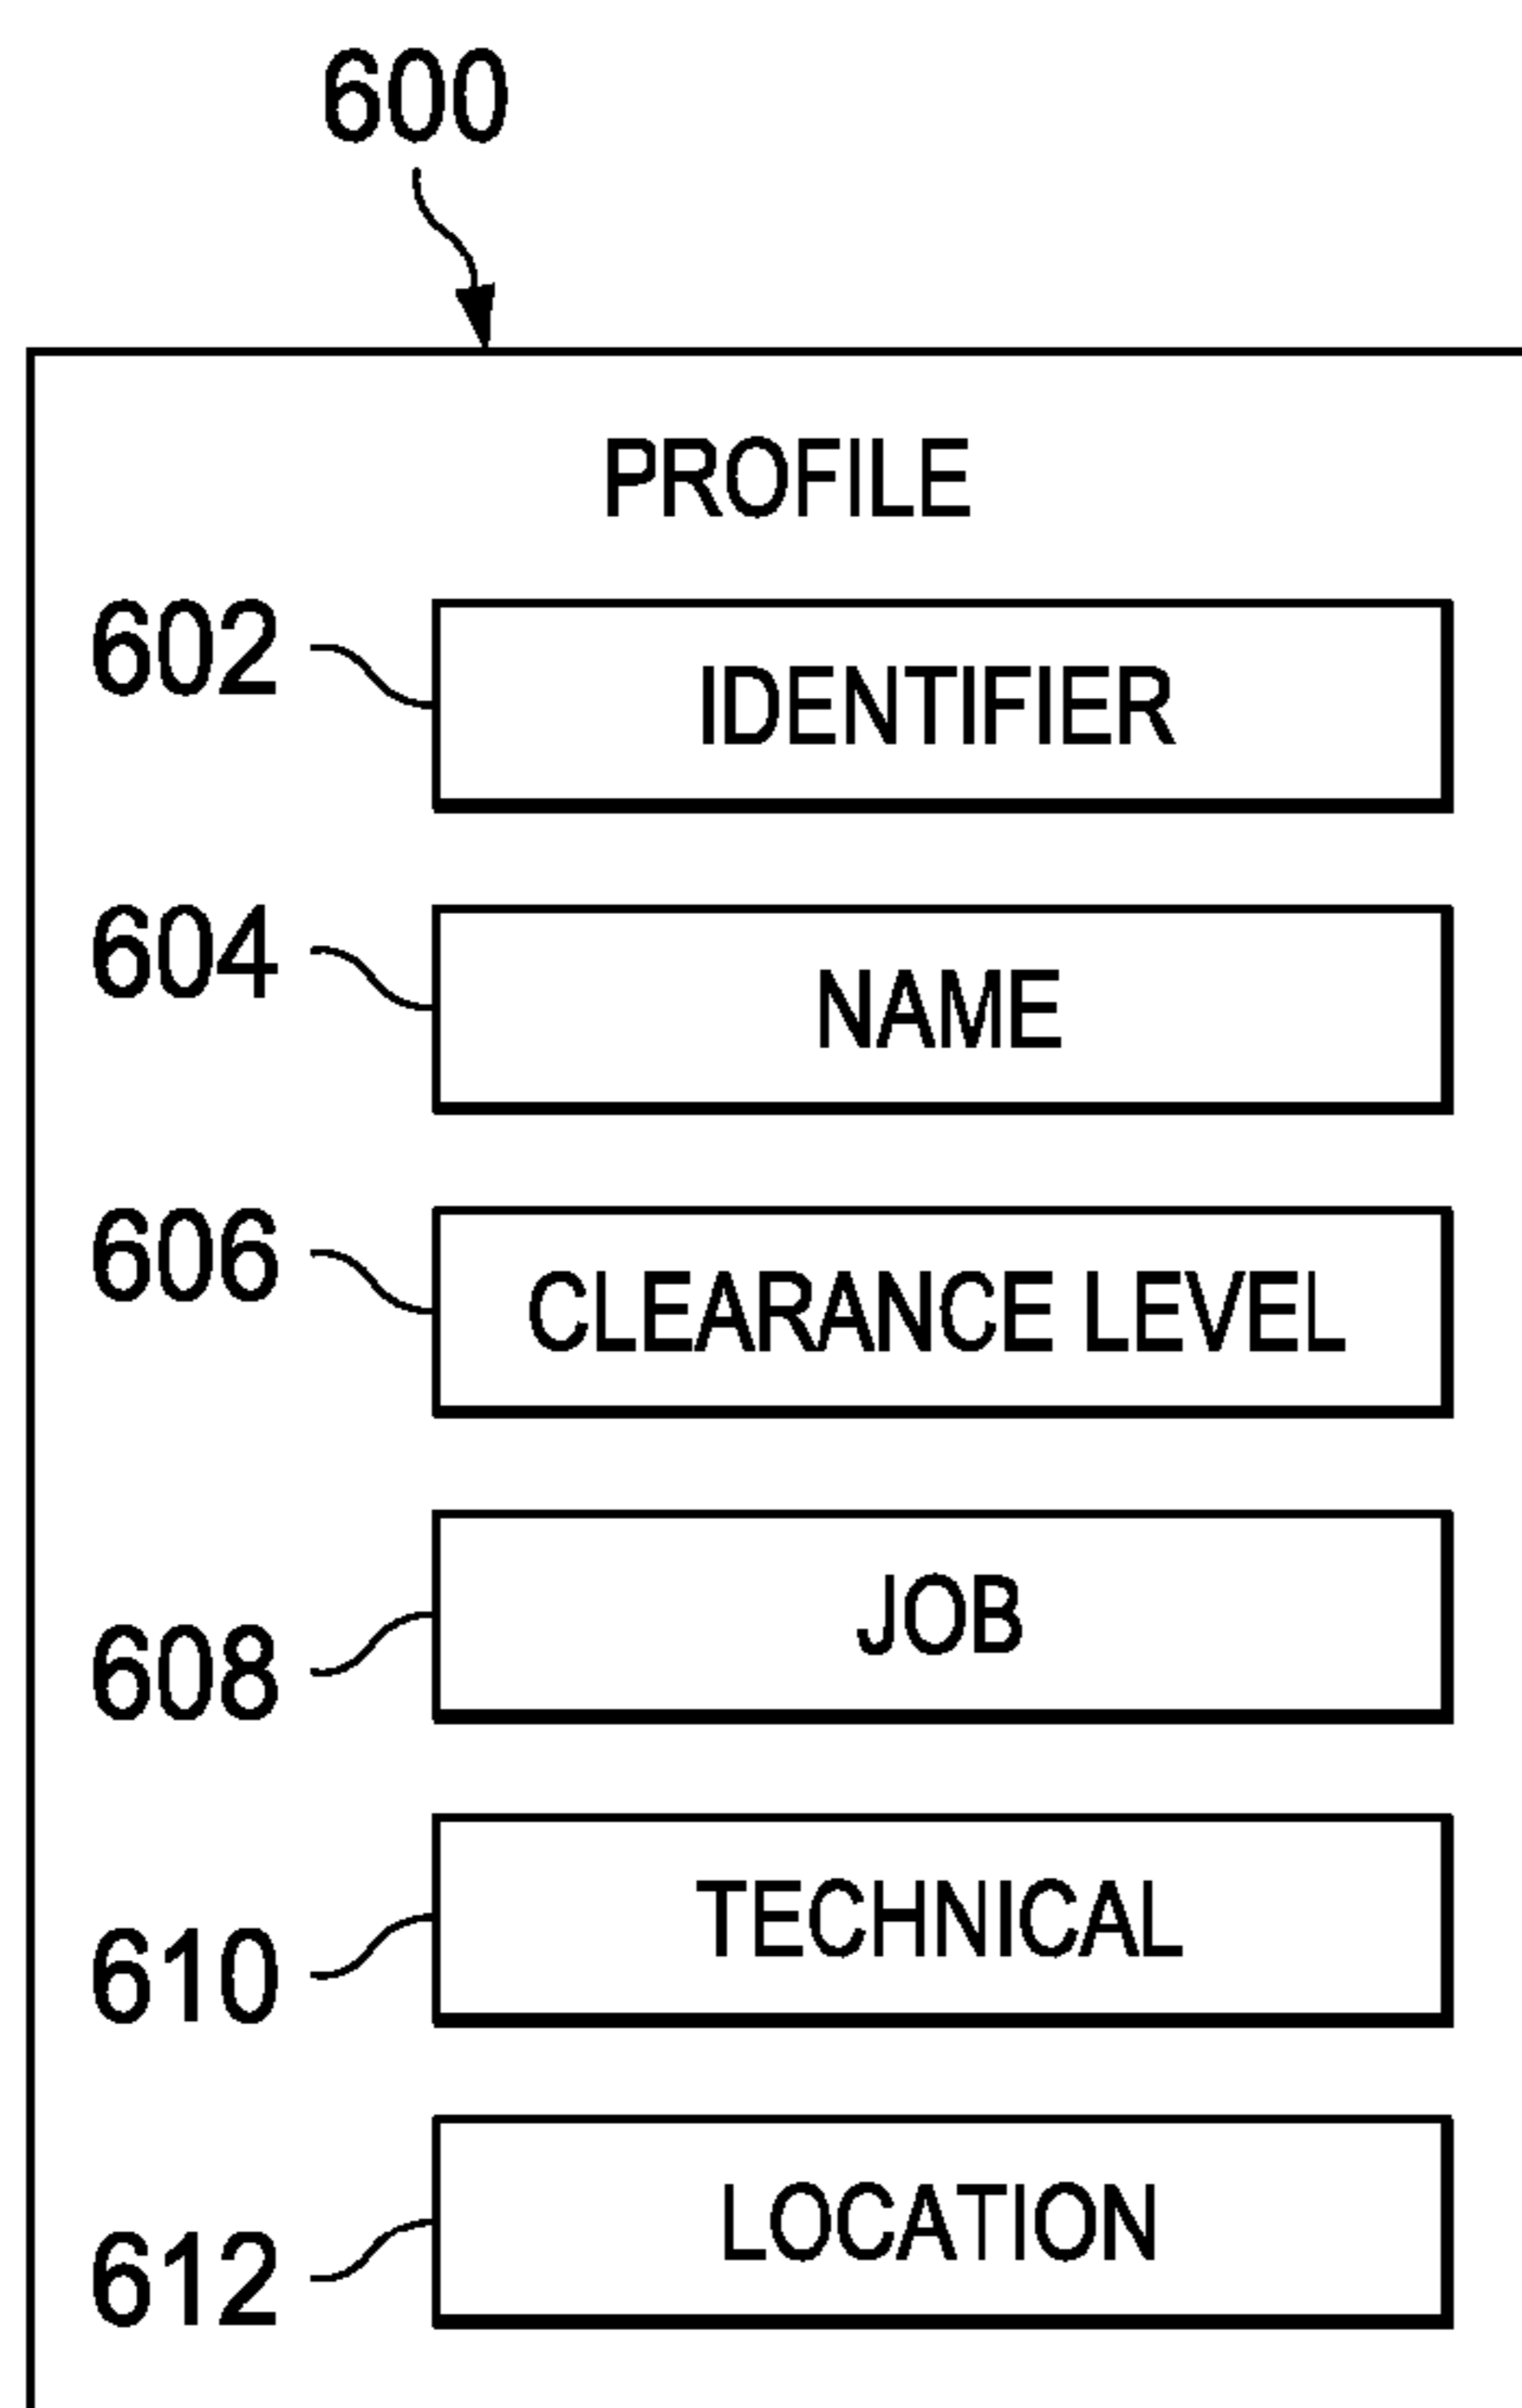 600
PROFILE
602 IDENTIFIER
604 NAME
606 CLEARANCE LEVEL
608 JOB
610 TECHNICAL
612 LOCATION